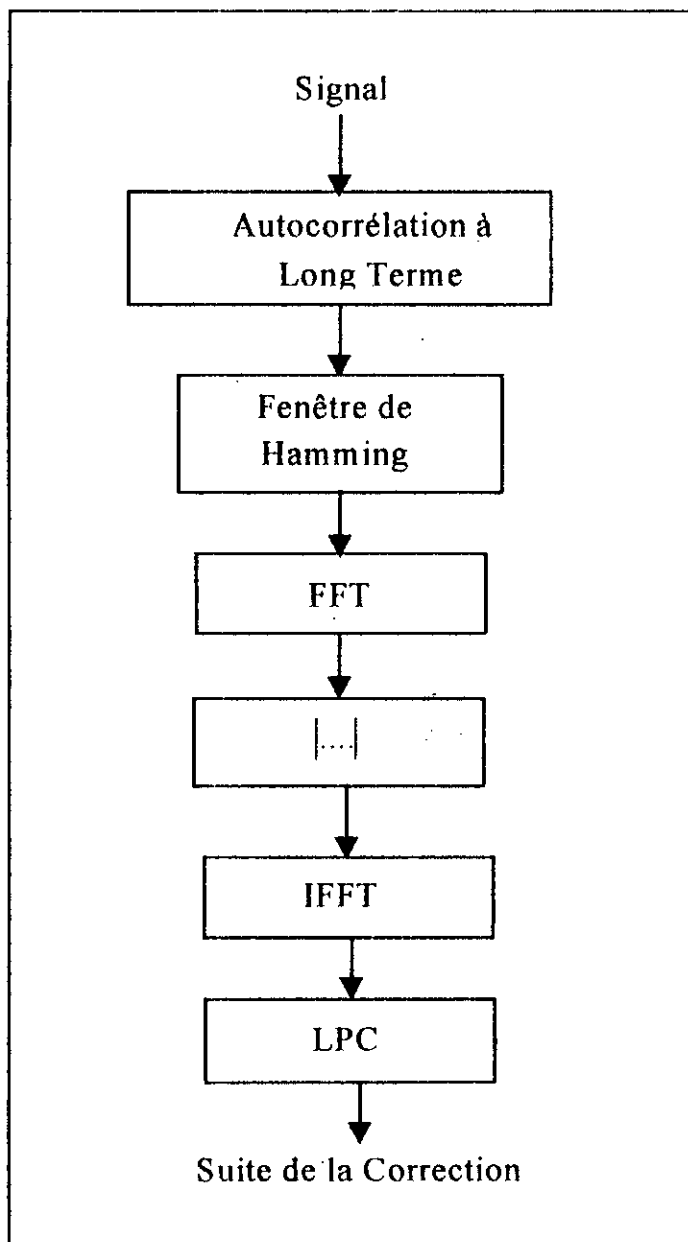 Signal
Autocorrélation à
Long Terme
Fenêtre de
Hamming
FFT
|....|
IFFT
LPC
Suite de la Correction